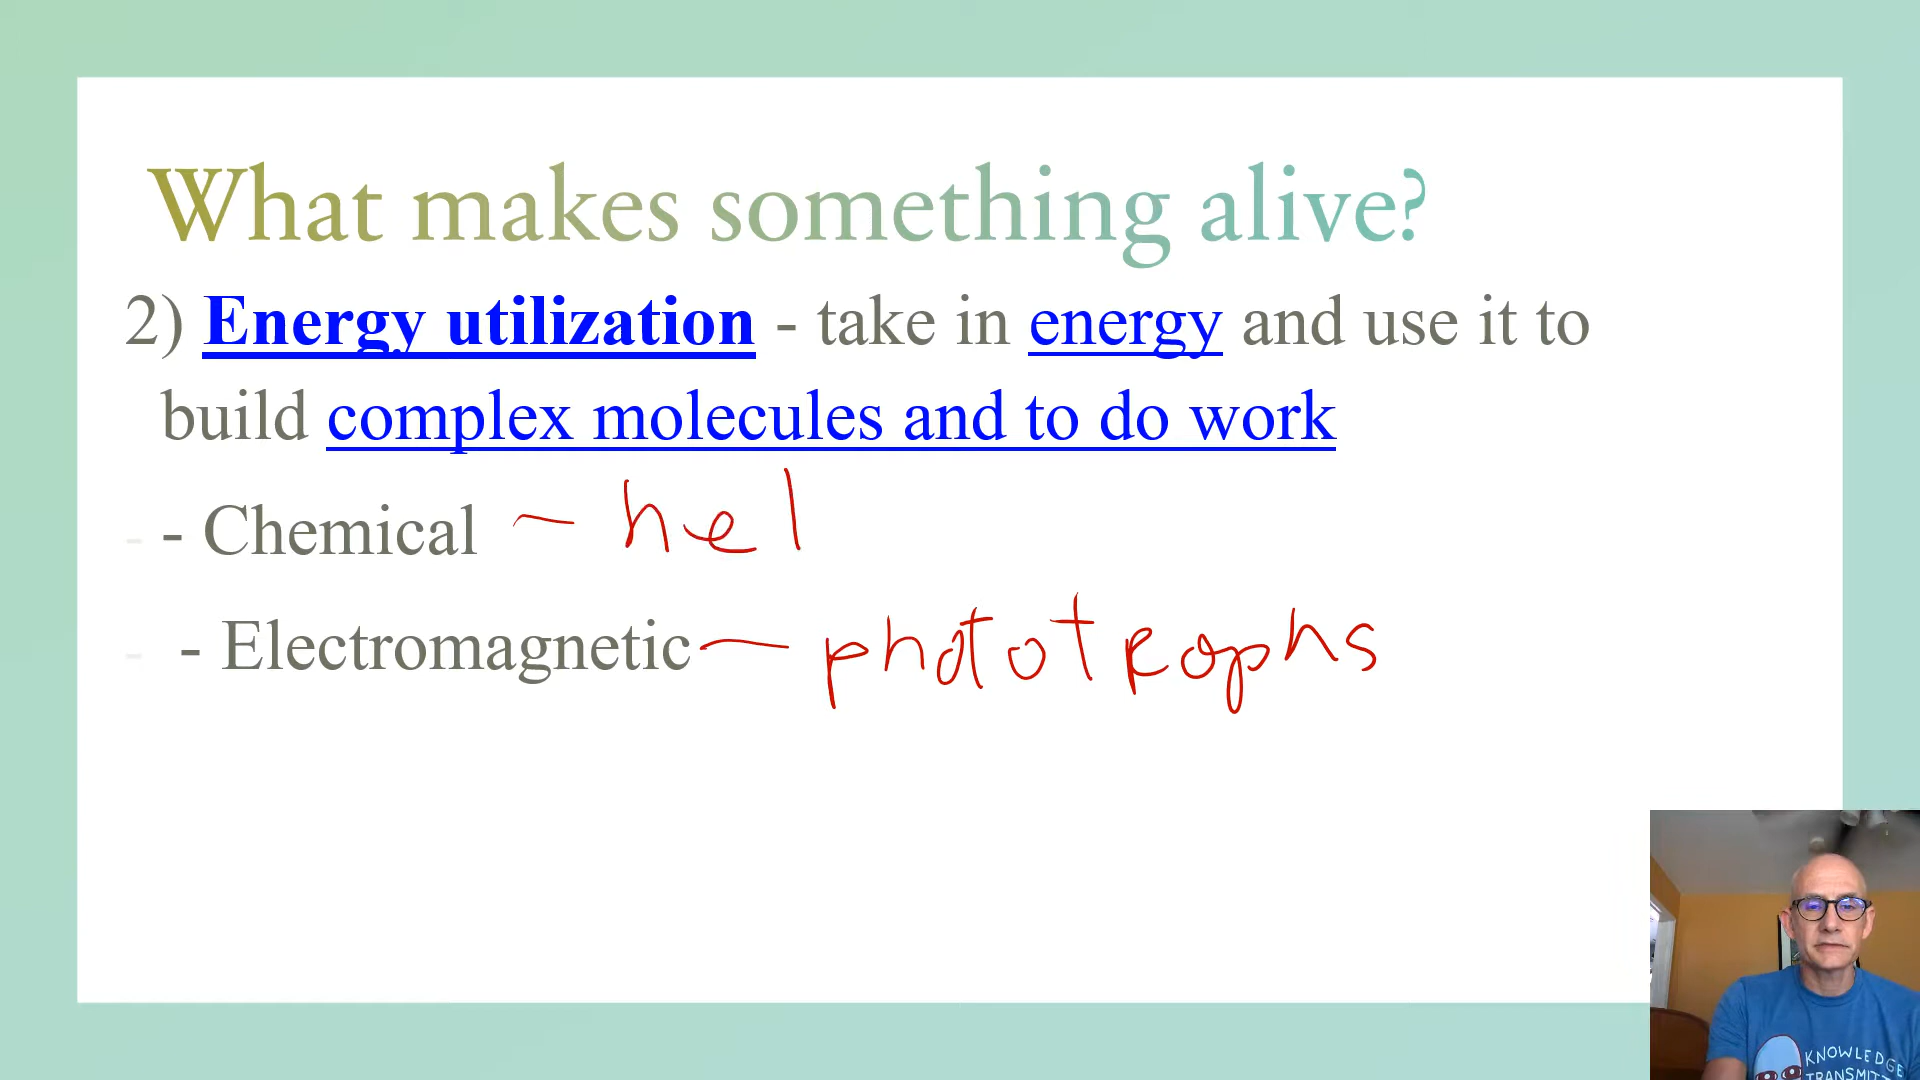 What makes something alive?
2) Energy utilization - take in energy and use it to
build complex molecules and to do work
- - Chemical - hel
- - Electromagnetic - phototrophs
KNOWLEDGE